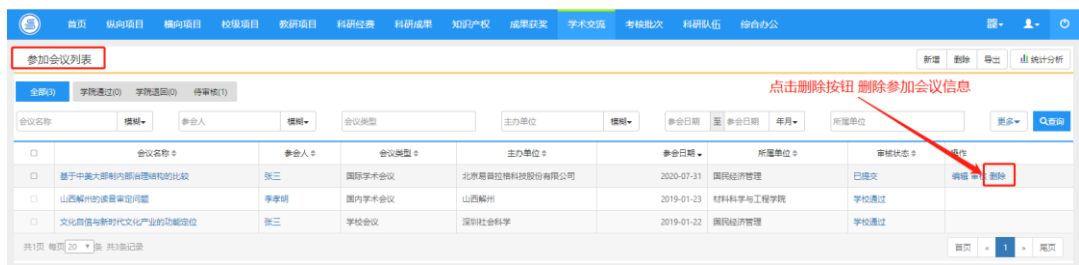 首页 纵向项目 横向项目 校级项目 教研项目 科研经费 科研成果 知识产权 成果获奖 学术交流 考核批次 科研队伍 综合办公
参加会议列表 新增 删除 导出 统计分析
点击删除按钮 删除参加会议信息
全部(3) 学院通过(0) 学院退回(0) 待审核(1)
会议名称 模糊 参会人 模糊 会议类型 主办单位 模糊 参会日期 至 参会日期 年月 所属单位 更多 查询
会议名称 参会人 会议类型 主办单位 参会日期 所属单位 审核状态 操作
基于中美大部制内部治理结构的比较 张三 国际学术会议 北京易普拉格科技股份有限公司 2020-07-31 国民经济管理 已提交 编辑 审核 删除
山西解州的读音审定问题 李孝明 国内学术会议 山西解州 2019-01-23 材料科学与工程学院 学校通过
文化自信与新时代文化产业的功能定位 张三 学校会议 深圳社会科学 2019-01-22 国民经济管理 学校通过
共1页 每页 20 条 共3条记录 首页 « 1 » 尾页